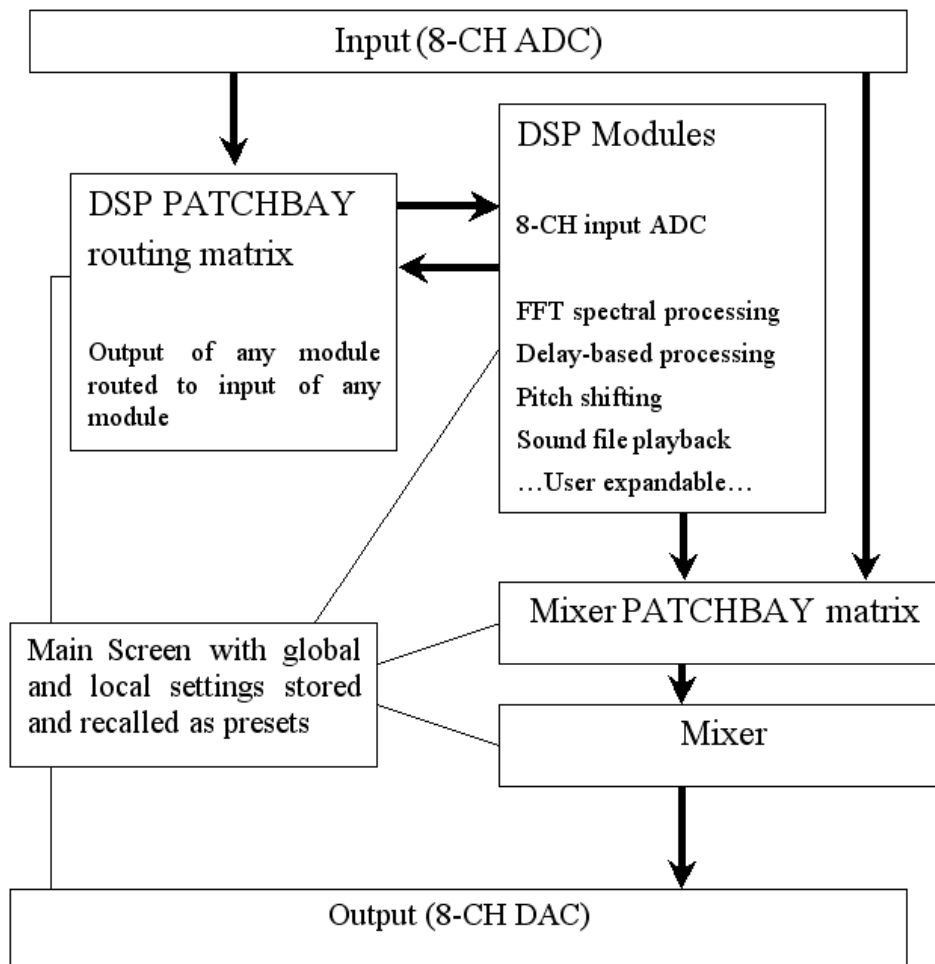 Input (8-CH ADC)
DSP PATCHBAY
routing matrix
Output of any module
routed to input of any
module
DSP Modules
8-CH input ADC
FFT spectral processing
Delay-based processing
Pitch shifting
Sound file playback
…User expandable…
Mixer PATCHBAY matrix
Main Screen with global
and local settings stored
and recalled as presets
Mixer
Output (8-CH DAC)